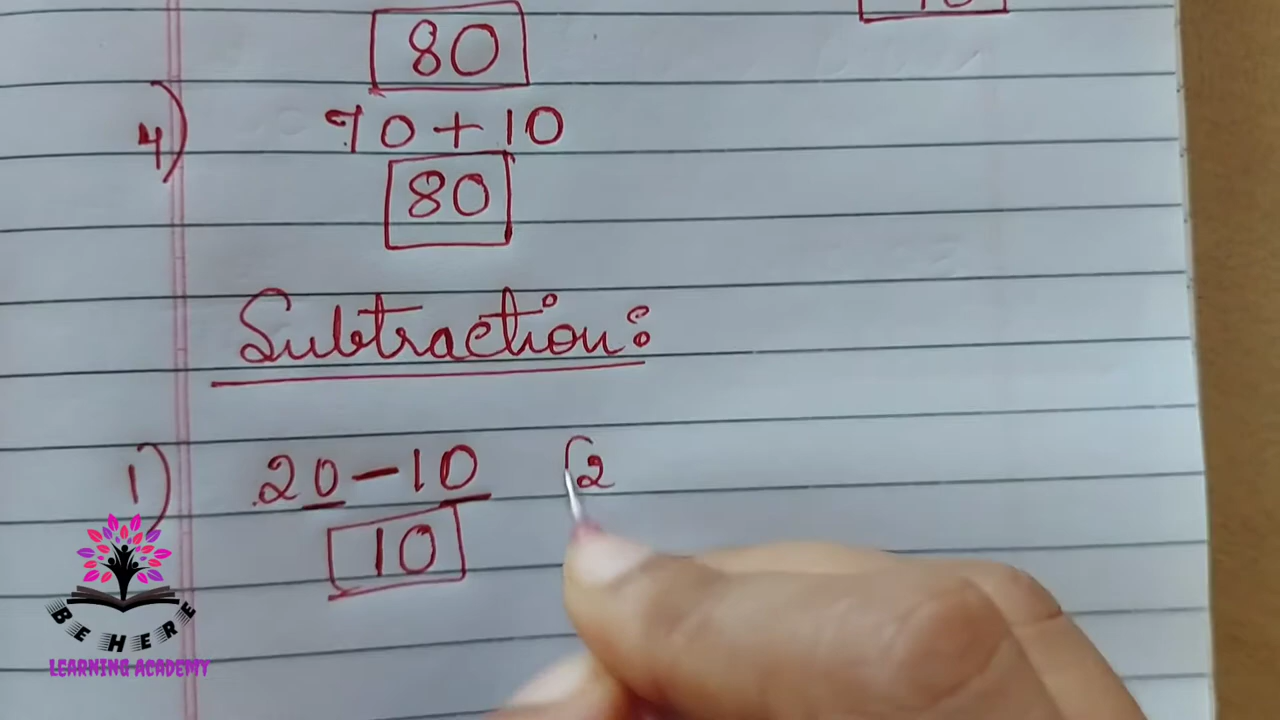 80
4) 70 + 10
80
Subtraction:
1) 20 - 10 2
10
BE HERE
LEARNING ACADEMY